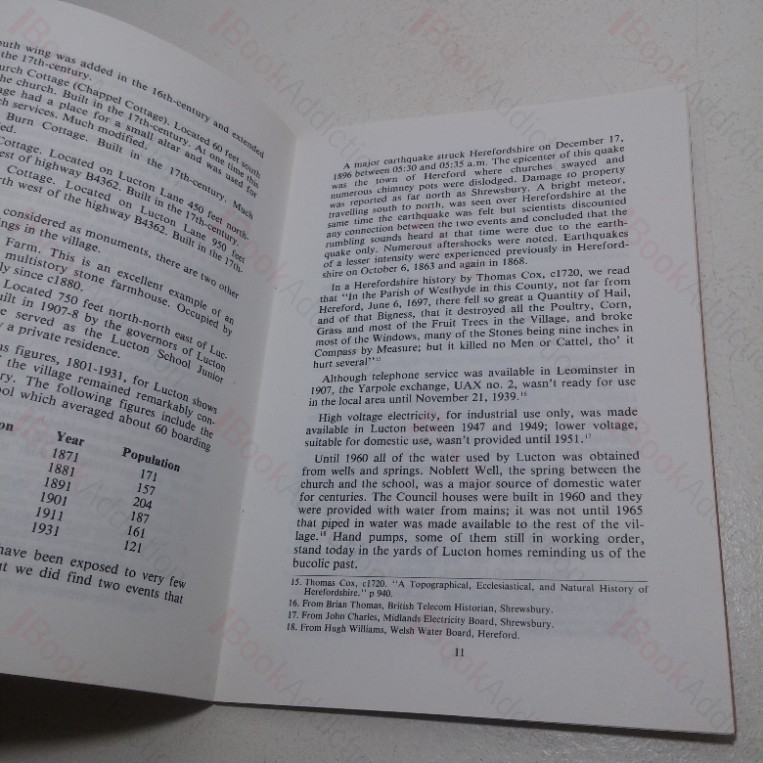 outh wing was added in the 16th-century and extended
the 17th-century.
urch Cottage (Chappel Cottage). Located 60 feet south
he church. Built in the 17th-century. At one time this
age had a place for a small altar and was used for
ch services. Much modified.
Burn Cottage. Built in the 17th-century. Much
ied.
Cottage. Located on Lucton Lane 450 feet north.
est of highway B4362. Built in the 17th-century.
Cottage. Located on Lucton Lane 950 feet
rth west of the highway B4362. Built in the 17th-
considered as monuments, there are two other
ings in the village.
Farm. This is an excellent example of an
multistory stone farmhouse. Occupied by
ly since c1880.
Located 750 feet north-north east of Luc-
uilt in 1907-8 by the governors of Lucton
e served as the Lucton School Junior
y a private residence.
us figures, 1801-1931, for Lucton shows
the village remained remarkably con-
ry. The following figures include the
ool which averaged about 60 boarding
on Year Population
1871 171
1881 157
1891 204
1901 187
1911 161
1931 121
have been exposed to very few
ut we did find two events that
A major earthquake struck Herefordshire on December 17,
1896 between 05:30 and 05:35 a.m. The epicenter of this quake
was the town of Hereford where churches swayed and
numerous chimney pots were dislodged. Damage to property
was reported as far north as Shrewsbury. A bright meteor,
travelling south to north, was seen over Herefordshire at the
same time the earthquake was felt but scientists discounted
any connection between the two events and concluded that the
rumbling sounds heard at that time were due to the earth-
quake only. Numerous aftershocks were noted. Earthquakes
of a lesser intensity were experienced previously in Hereford-
shire on October 6, 1863 and again in 1868.
In a Herefordshire history by Thomas Cox, c1720, we read
that "In the Parish of Westhyde in this County, not far from
Hereford, June 6, 1697, there fell so great a Quantity of Hail,
and of that Bigness, that it destroyed all the Poultry, Corn,
Grass and most of the Fruit Trees in the Village, and broke
most of the Windows, many of the Stones being nine inches in
Compass by Measure; but it killed no Men or Cattel, tho' it
hurt several"¹⁵
Although telephone service was available in Leominster in
1907, the Yarpole exchange, UAX no. 2, wasn't ready for use
in the local area until November 21, 1939.¹⁶
High voltage electricity, for industrial use only, was made
available in Lucton between 1947 and 1949; lower voltage,
suitable for domestic use, wasn't provided until 1951.¹⁷
Until 1960 all of the water used by Lucton was obtained
from wells and springs. Noblett Well, the spring between the
church and the school, was a major source of domestic water
for centuries. The Council houses were built in 1960 and they
were provided with water from mains; it was not until 1965
that piped in water was made available to the rest of the vil-
lage.¹⁸ Hand pumps, some of them still in working order,
stand today in the yards of Lucton homes reminding us of the
bucolic past.
15. Thomas Cox, c1720. "A Topographical, Ecclesiastical, and Natural History of
Herefordshire." p 940.
16. From Brian Thomas, British Telecom Historian, Shrewsbury.
17. From John Charles, Midlands Electricity Board, Shrewsbury.
18. From Hugh Williams, Welsh Water Board, Hereford.
11